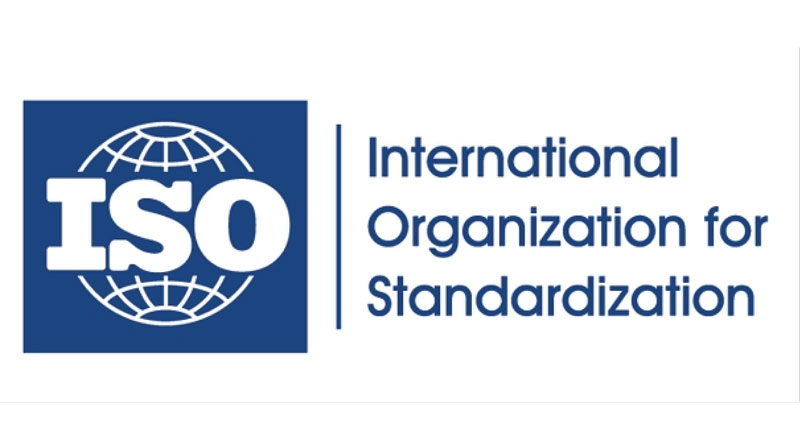 ISO
International
Organization for
Standardization